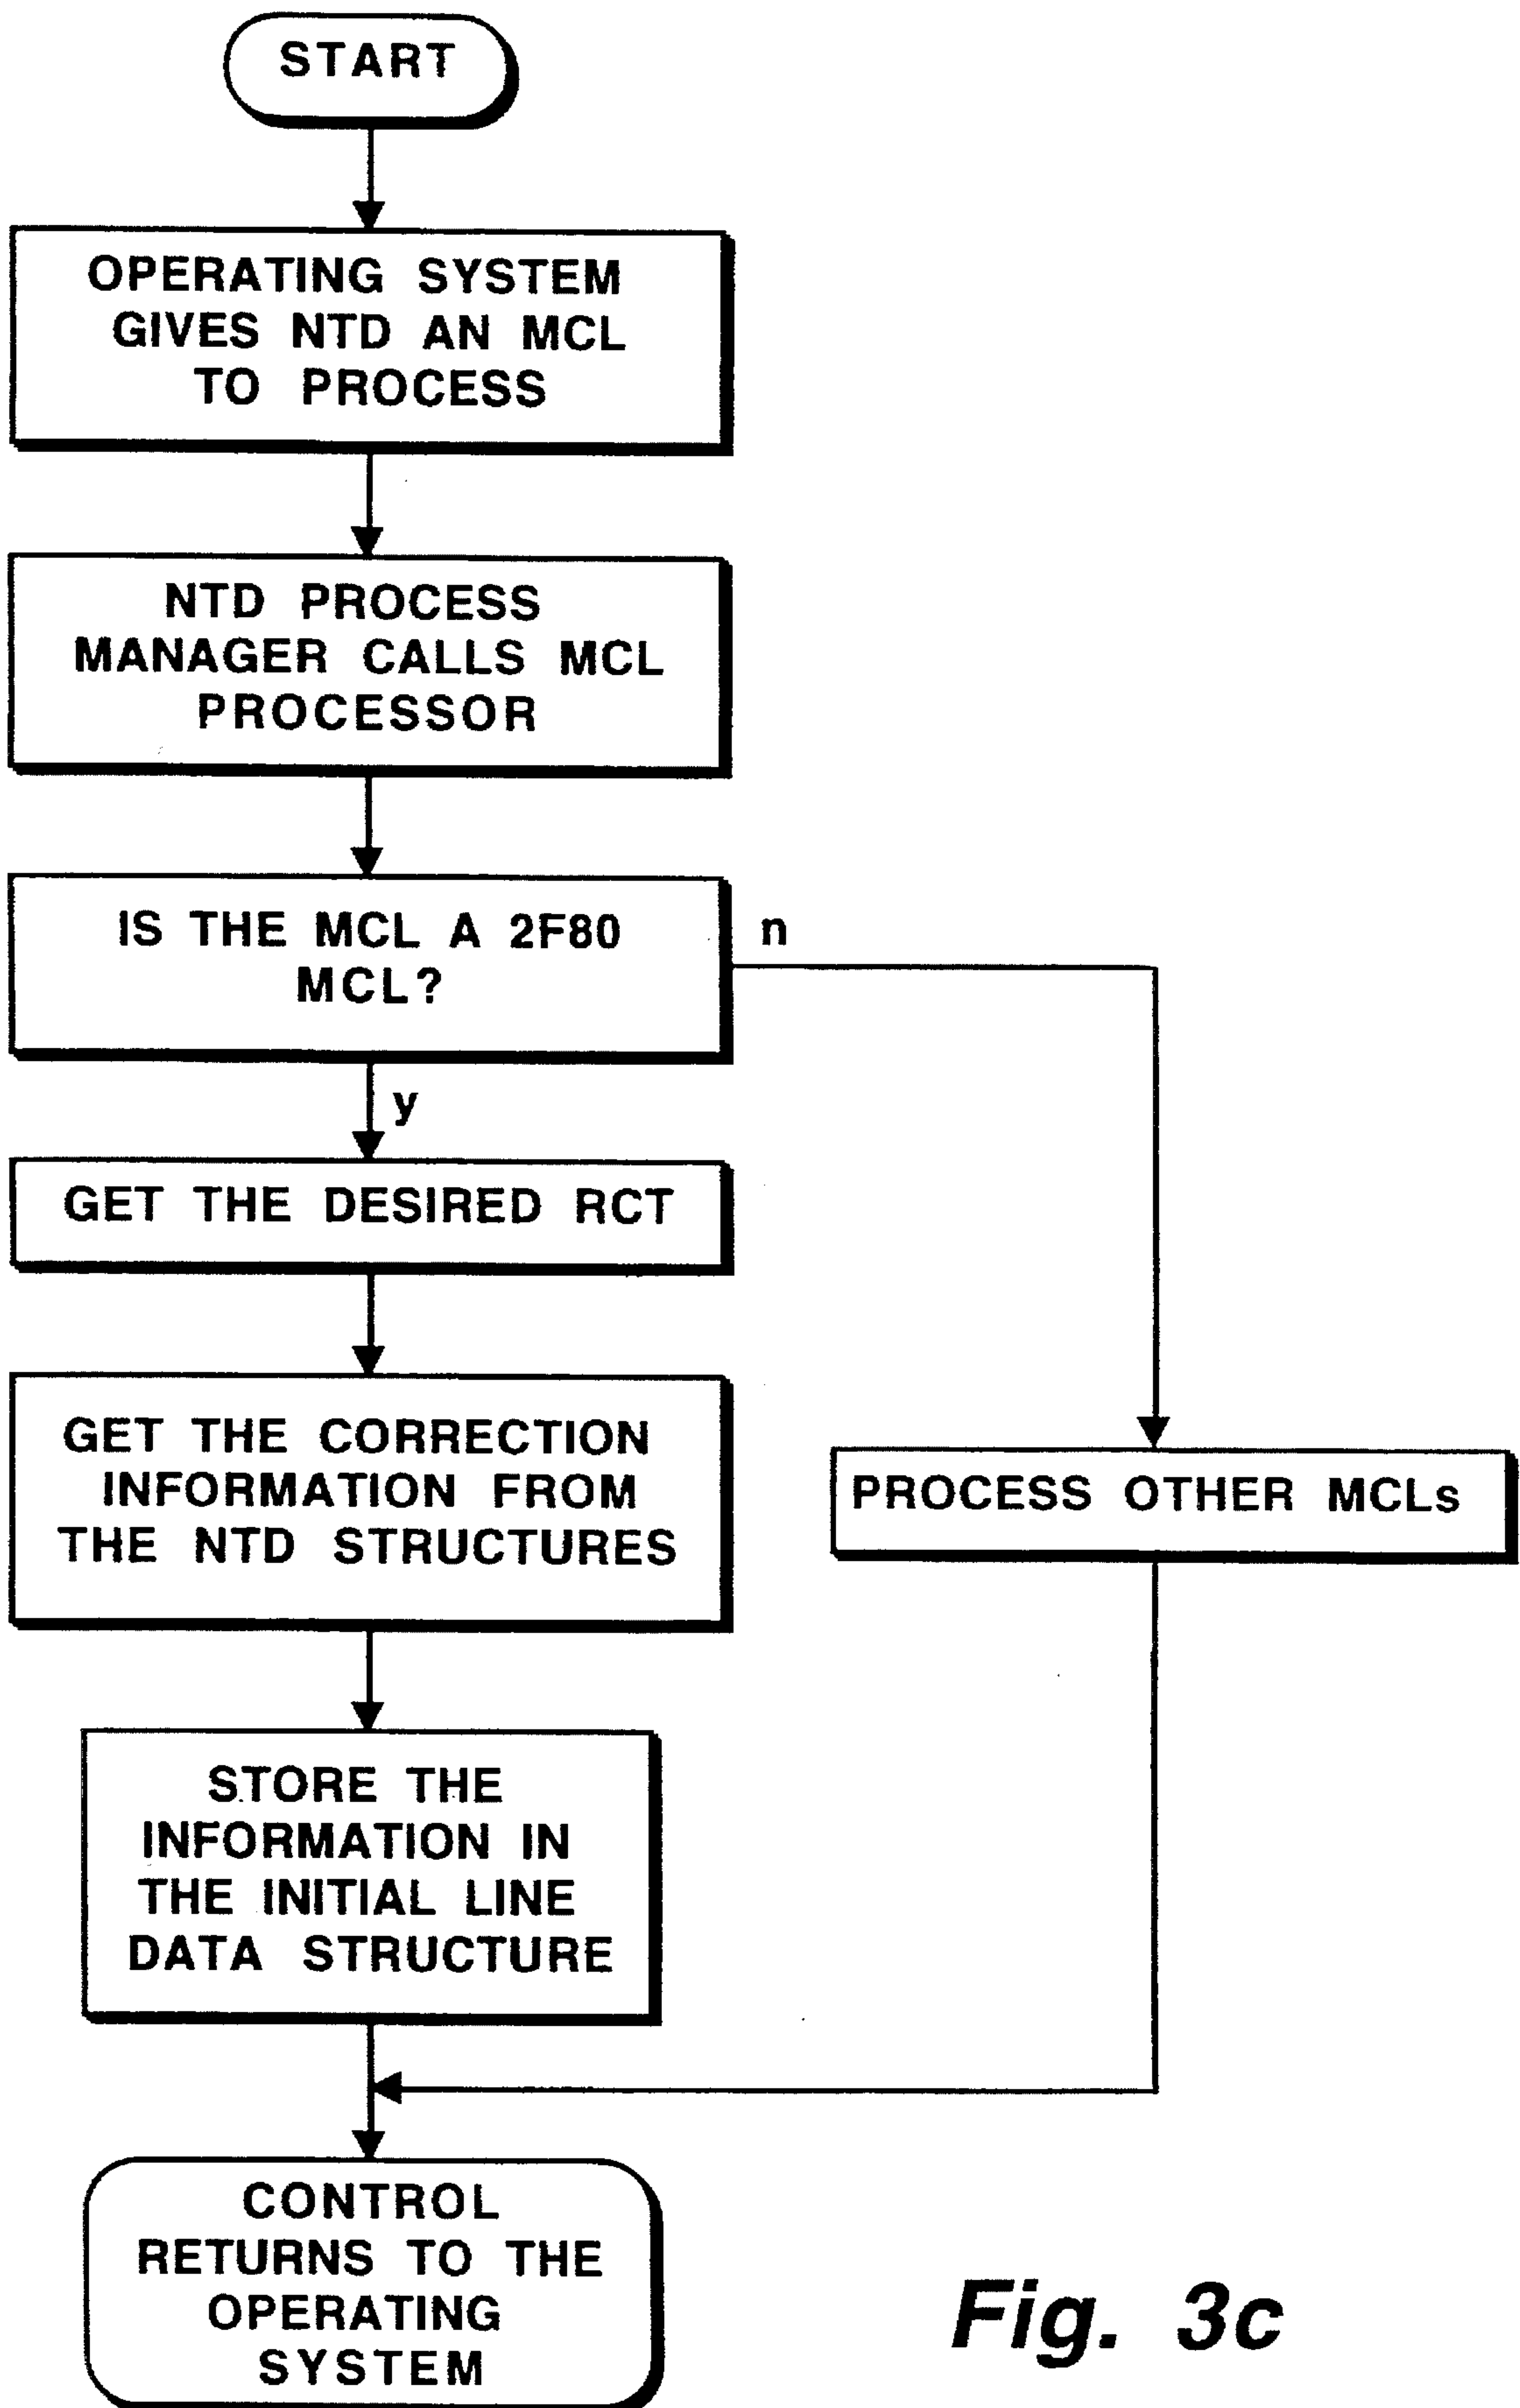 START
OPERATING SYSTEM
GIVES NTD AN MCL
TO PROCESS
NTD PROCESS
MANAGER CALLS MCL
PROCESSOR
IS THE MCL A 2F80
MCL?
n
y
GET THE DESIRED RCT
GET THE CORRECTION
INFORMATION FROM
THE NTD STRUCTURES
PROCESS OTHER MCLs
STORE THE
INFORMATION IN
THE INITIAL LINE
DATA STRUCTURE
CONTROL
RETURNS TO THE
OPERATING
SYSTEM
Fig. 3c